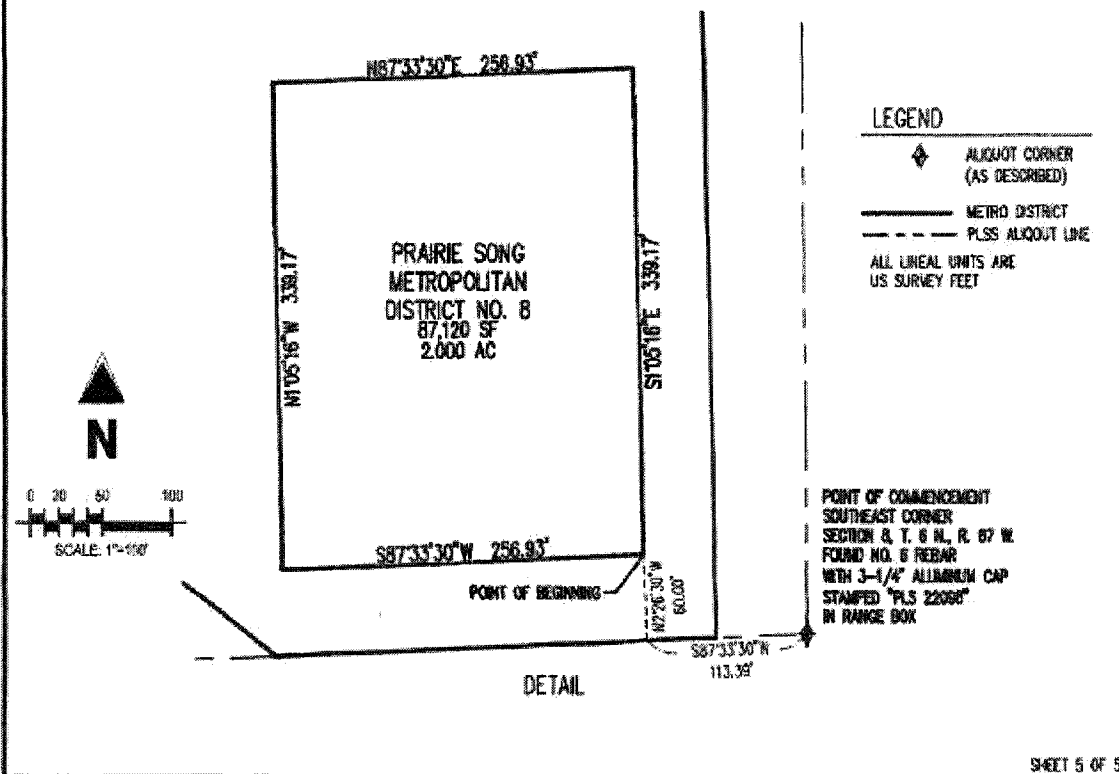 N87°33'30"E 256.93'
LEGEND
ALIQUOT CORNER
(AS DESCRIBED)
METRO DISTRICT
PLSS ALIQOUT LINE
ALL LINEAL UNITS ARE
US SURVEY FEET
N1°05'16"W 339.17'
PRAIRIE SONG
METROPOLITAN
DISTRICT NO. 8
87,120 SF
2.000 AC
S1°05'16"E 339.17'
N
0 20 50 100
SCALE: 1"=100'
S87°33'30"W 256.93'
POINT OF BEGINNING
N2°26'30"W
60.00'
POINT OF COMMENCEMENT
SOUTHEAST CORNER
SECTION 8, T. 6 N., R. 67 W.
FOUND NO. 6 REBAR
WITH 3-1/4" ALUMINUM CAP
STAMPED "PLS"
IN RANGE BOX
S87°33'30"W
113.39'
DETAIL
SHEET 5 OF 5